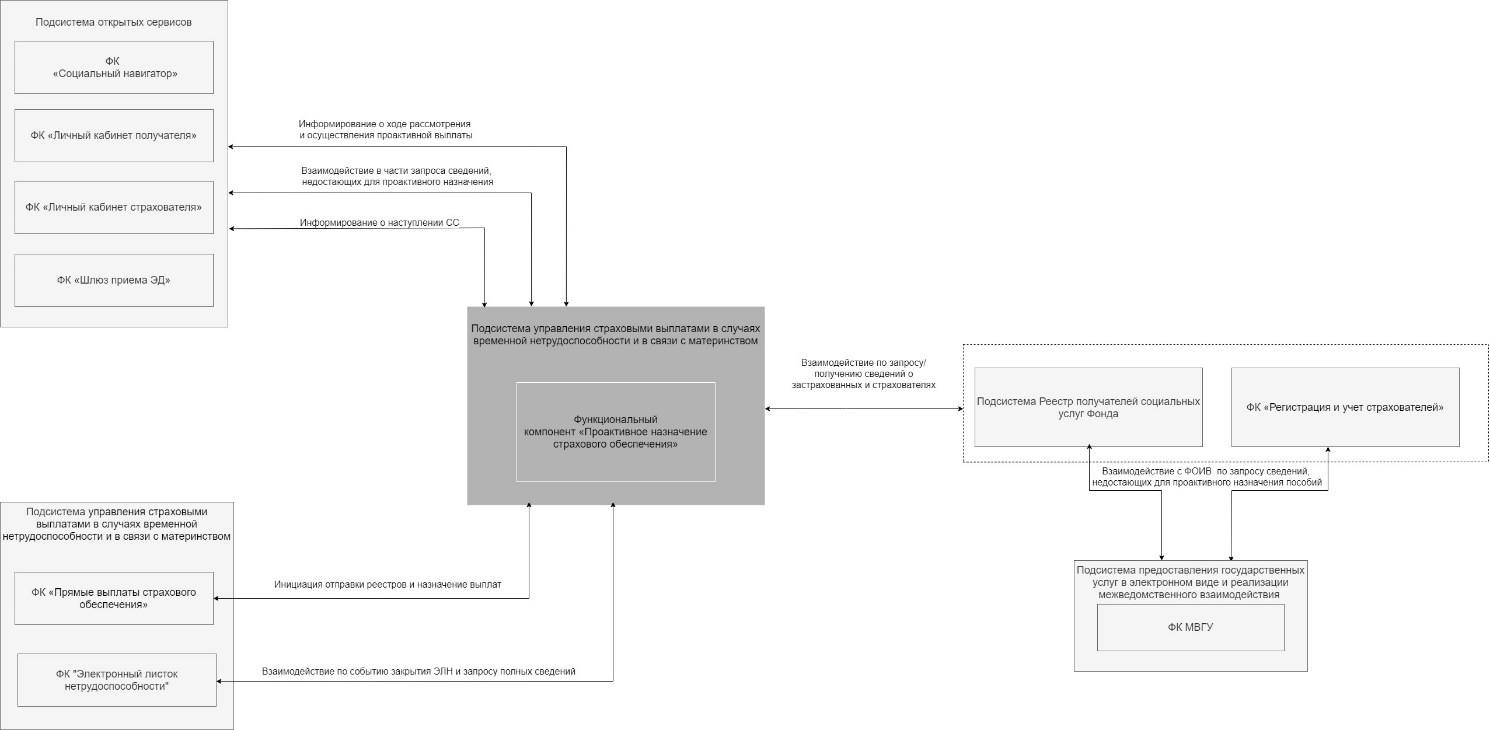 Подсистема открытых сервисов
ФК
«Социальный навигатор»
ФК «Личный кабинет получателя»
ФК «Личный кабинет страхователя»
ФК «Шлюз приема ЭД»
Информирование о ходе рассмотрения
и осуществления проактивной выплаты
Взаимодействие в части запроса сведений,
недостающих для проактивного назначения
Информирование о наступлении СС
Подсистема управления страховыми выплатами в случаях
временной нетрудоспособности и в связи с материнством
Функциональный
компонент «Проактивное назначение
страхового обеспечения»
Взаимодействие по запросу/
получению сведений о
застрахованных и страхователях
Подсистема Реестр получателей социальных
услуг Фонда
ФК «Регистрация и учет страхователей»
Взаимодействие с ФОИВ по запросу сведений,
недостающих для проактивного назначения пособий
Подсистема предоставления государственных
услуг в электронном виде и реализации
межведомственного взаимодействия
ФК МВГУ
Подсистема управления страховыми
выплатами в случаях временной
нетрудоспособности и в связи с материнством
ФК «Прямые выплаты страхового
обеспечения»
ФК "Электронный листок
нетрудоспособности"
Инициация отправки реестров и назначение выплат
Взаимодействие по событию закрытия ЭЛН и запросу полных сведений